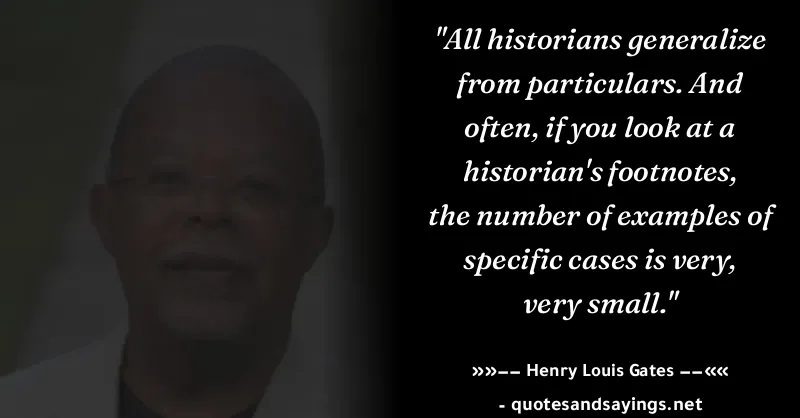 "All historians generalize
from particulars. And
often, if you look at a
historian's footnotes,
the number of examples of
specific cases is very,
very small."
»»–– Henry Louis Gates ––««
- quotesandsayings.net